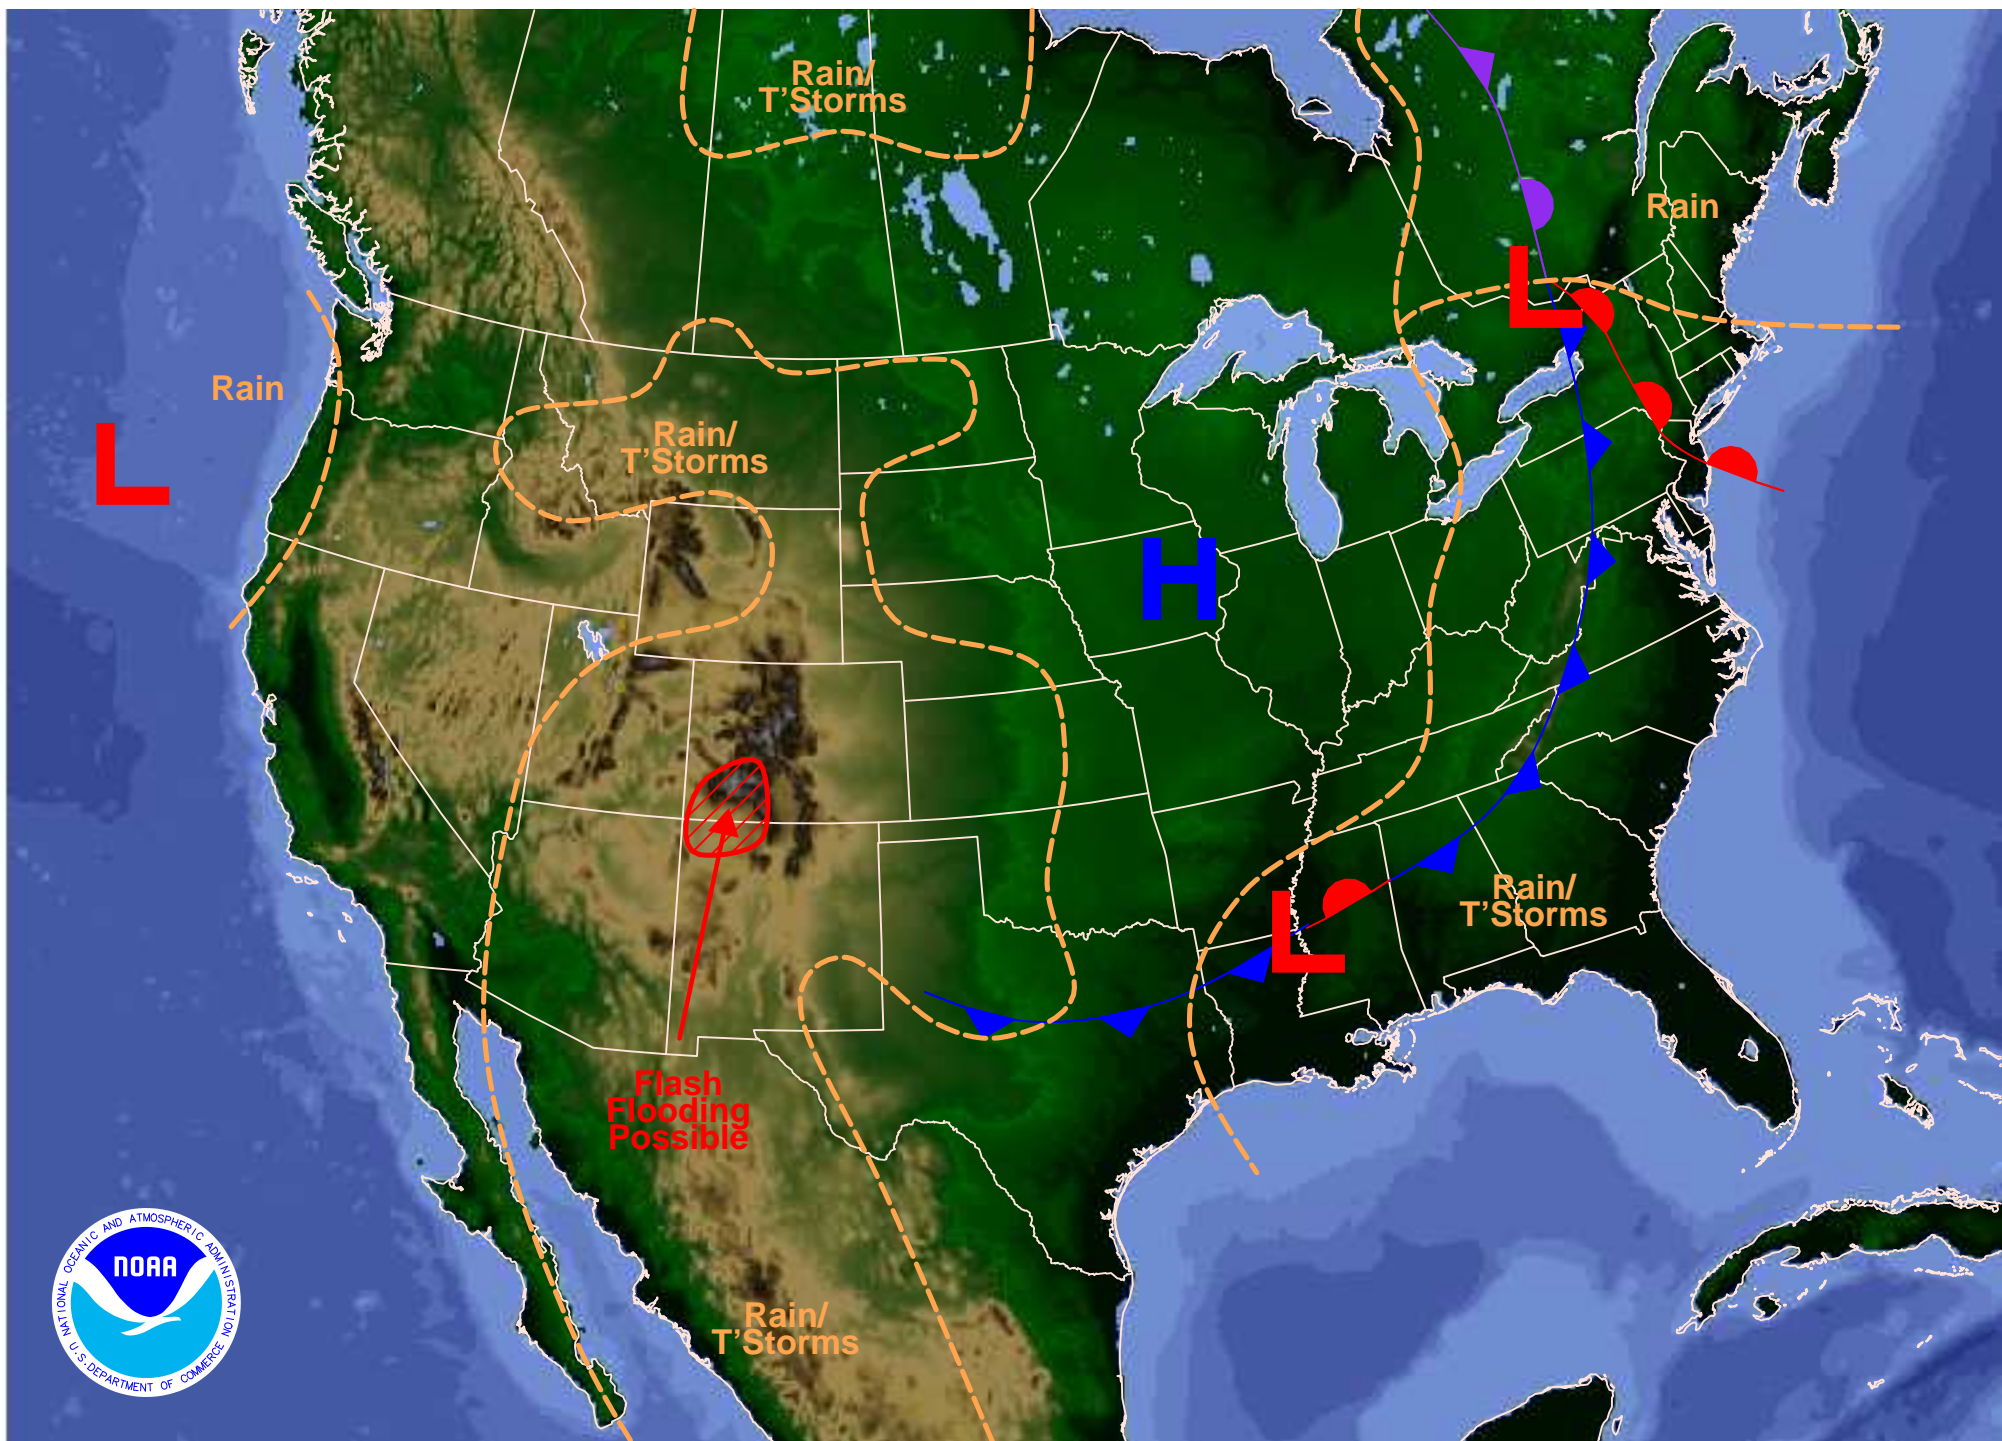 Rain/
T'Storms
Rain
L
Rain
L
Rain/
T'Storms
H
Rain/
T'Storms
L
Flash
Flooding
Possible
Rain/
T'Storms
NATIONAL OCEANIC AND ATMOSPHERIC ADMINISTRATION
NOAA
U.S. DEPARTMENT OF COMMERCE